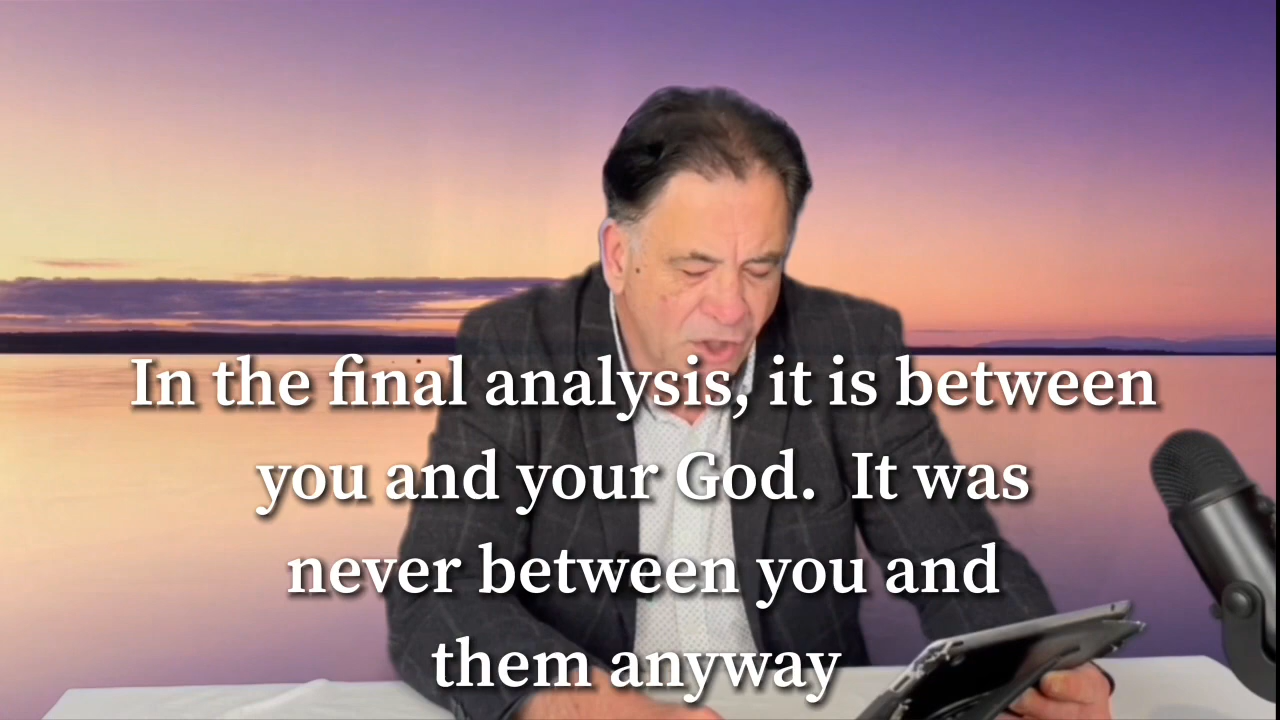 In the final analysis, it is between
you and your God.  It was
never between you and
them anyway